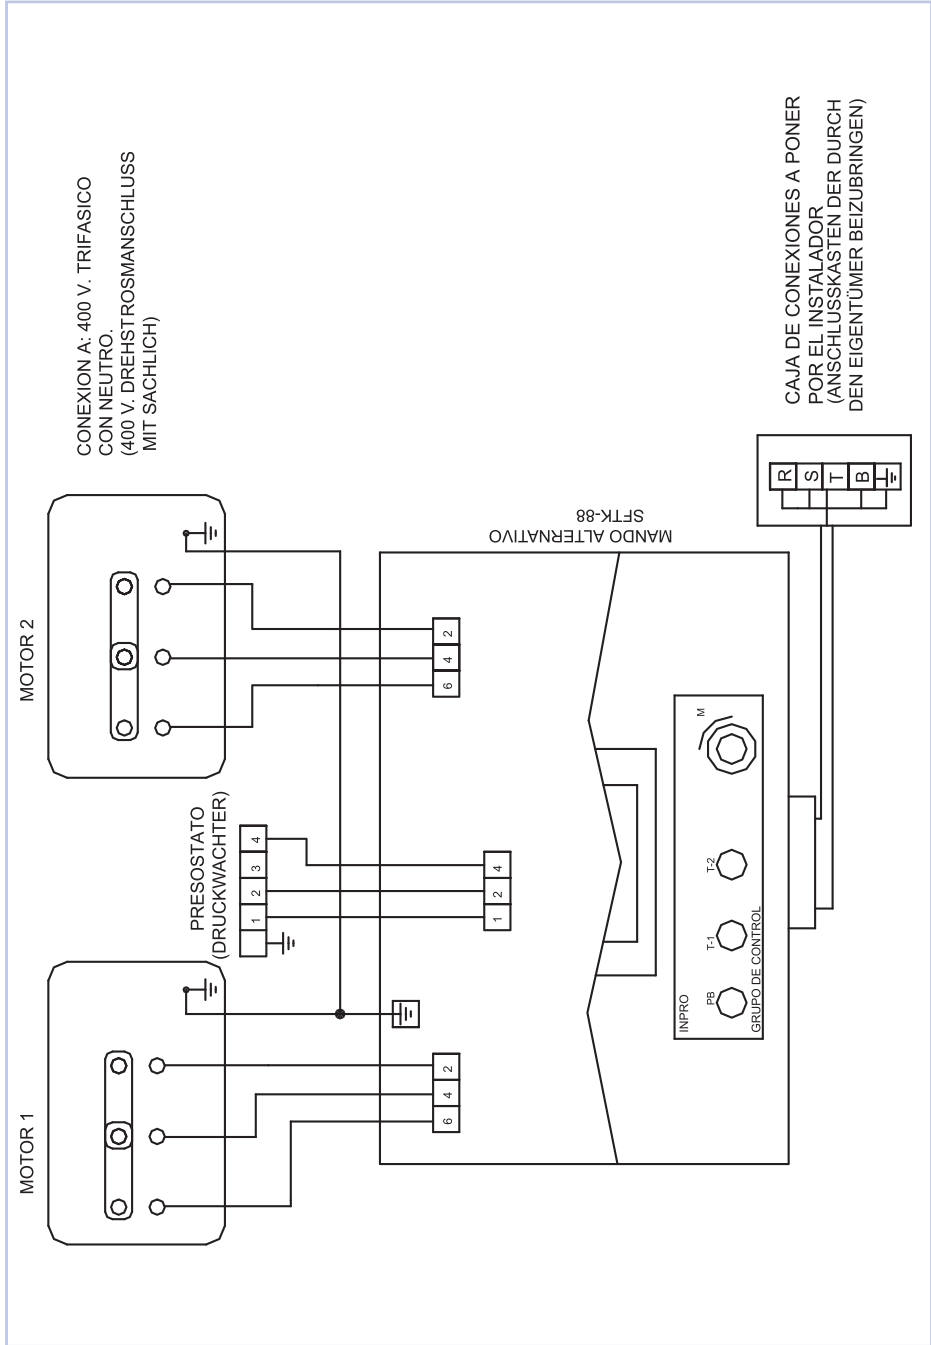 MOTOR 1
MOTOR 2
CONEXION A: 400 V. TRIFASICO
CON NEUTRO.
(400 V. DREHSTROSMANSCHLUSS
MIT SACHLICH)
PRESOSTATO
(DRUCKWACHTER)
1 2 3 4
6 4 2
6 4 2
1 2 4
MANDO ALTERNATIVO
SFTK-88
INPRO
PB T-1 T-2 M
GRUPO DE CONTROL
R
S
T
B
CAJA DE CONEXIONES A PONER
POR EL INSTALADOR
(ANSCHLUSSKASTEN DER DURCH
DEN EIGENTÜMER BEIZUBRINGEN)